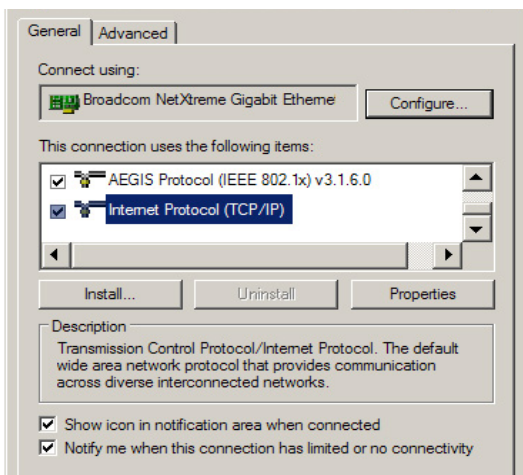 General Advanced
Connect using:
Broadcom NetXtreme Gigabit Etherne Configure...
This connection uses the following items:
AEGIS Protocol (IEEE 802.1x) v3.1.6.0
Internet Protocol (TCP/IP)
Install... Uninstall Properties
Description
Transmission Control Protocol/Internet Protocol. The default
wide area network protocol that provides communication
across diverse interconnected networks.
Show icon in notification area when connected
Notify me when this connection has limited or no connectivity